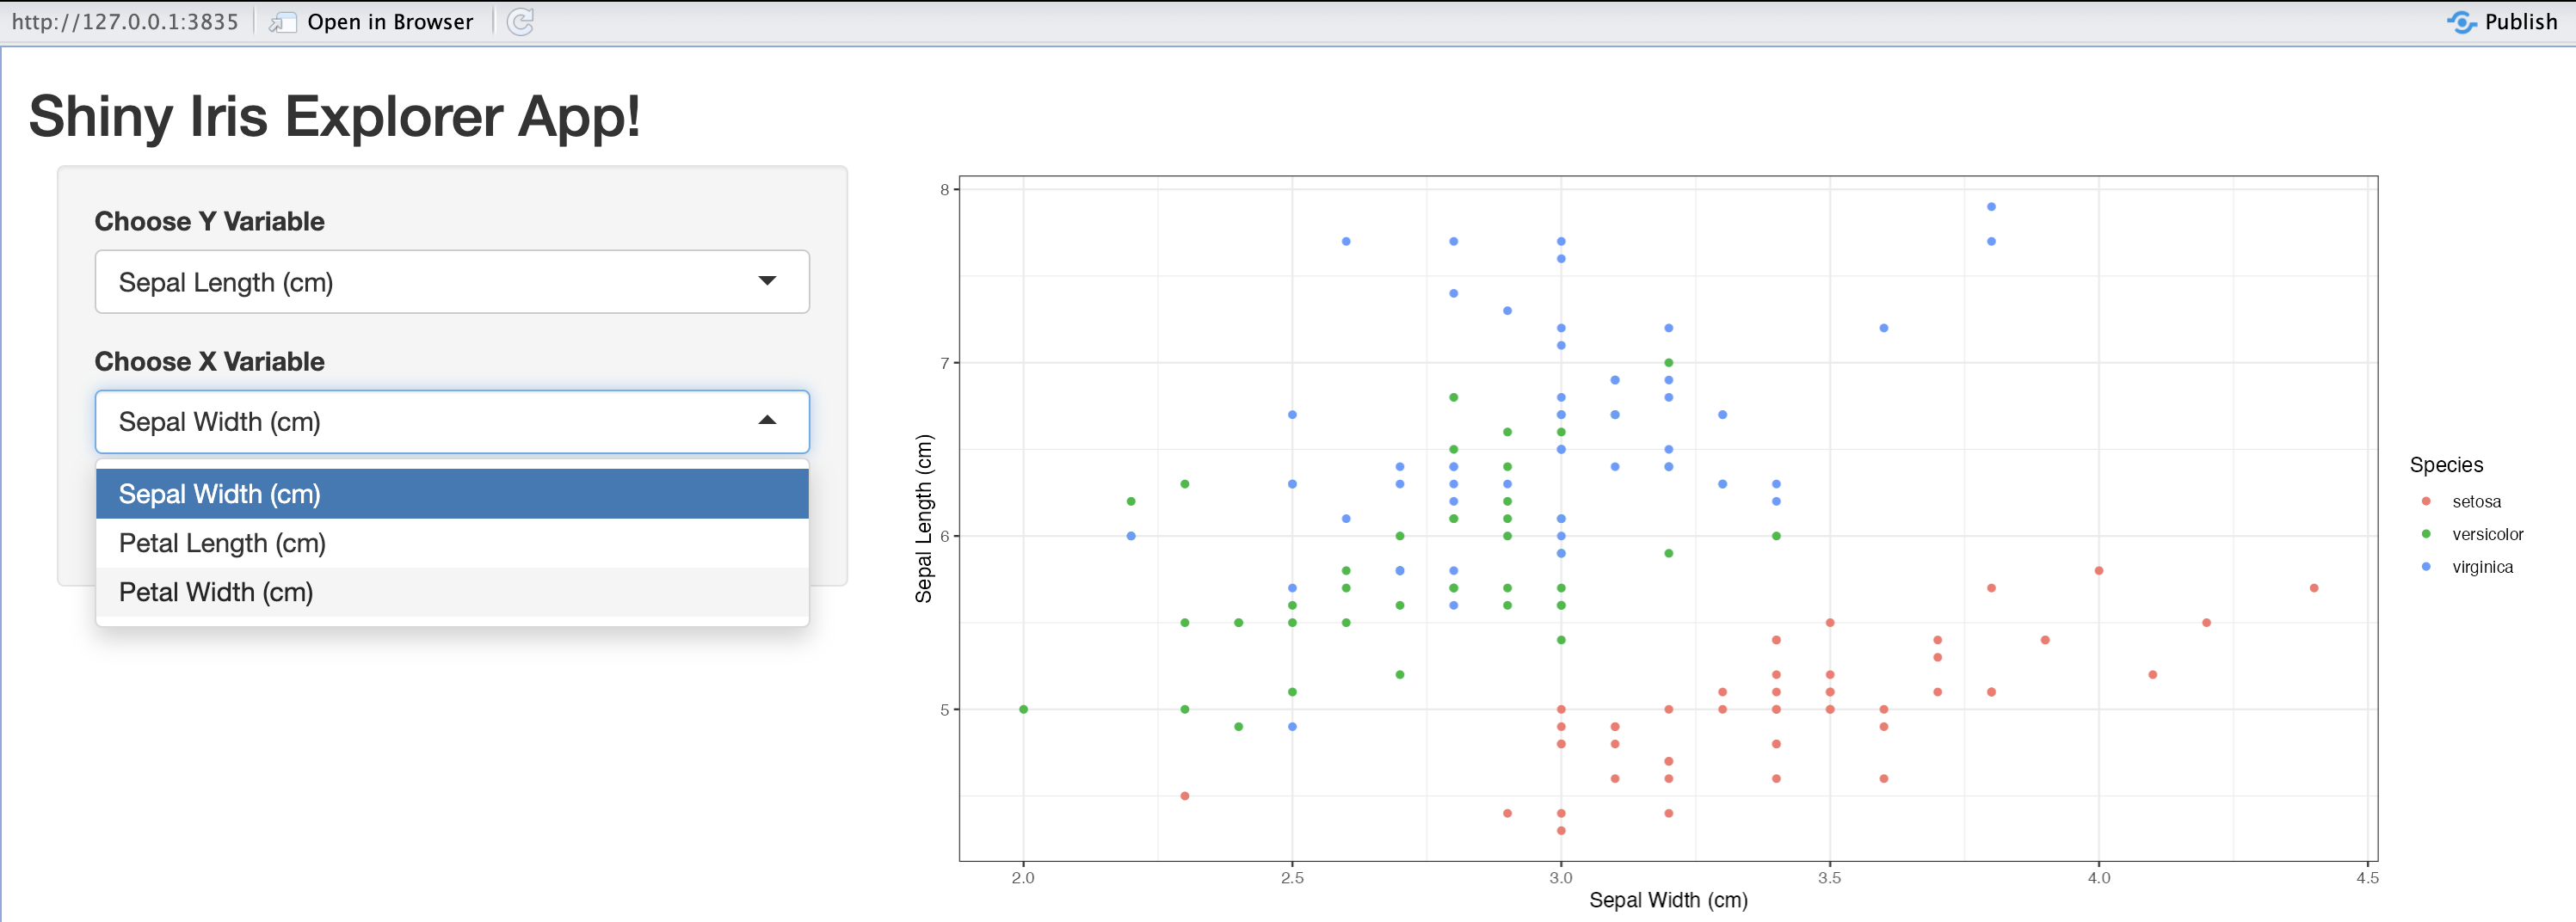 http://127.0.0.1:3835 Open in Browser Publish
Shiny Iris Explorer App!
Choose Y Variable
Sepal Length (cm)
Choose X Variable
Sepal Width (cm)
Sepal Width (cm)
Petal Length (cm)
Petal Width (cm)
Sepal Length (cm)
8
7
6
5
2.0 2.5 3.0 3.5 4.0 4.5
Sepal Width (cm)
Species
setosa
versicolor
virginica